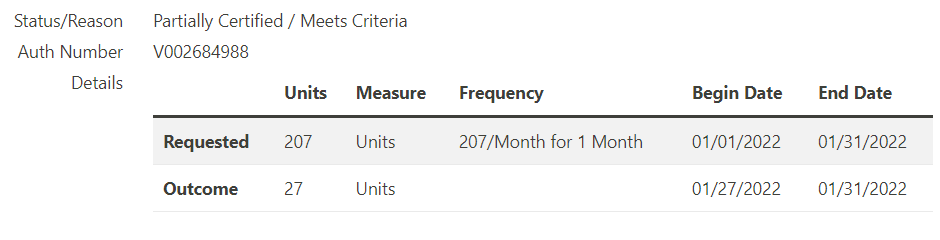 Status/Reason Partially Certified / Meets Criteria
Auth Number V002684988
Details
Units Measure Frequency Begin Date End Date
Requested 207 Units 207/Month for 1 Month 01/01/2022 01/31/2022
Outcome 27 Units 01/27/2022 01/31/2022